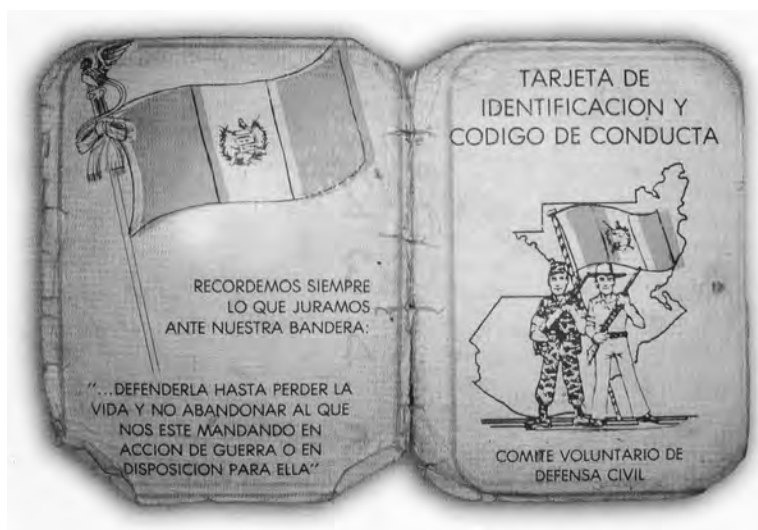 RECORDEMOS SIEMPRE
LO QUE JURAMOS
ANTE NUESTRA BANDERA:
"...DEFENDERLA HASTA PERDER LA
VIDA Y NO ABANDONAR AL QUE
NOS ESTE MANDANDO EN
ACCION DE GUERRA O EN
DISPOSICION PARA ELLA"
TARJETA DE
IDENTIFICACION Y
CODIGO DE CONDUCTA
COMITE VOLUNTARIO DE
DEFENSA CIVIL